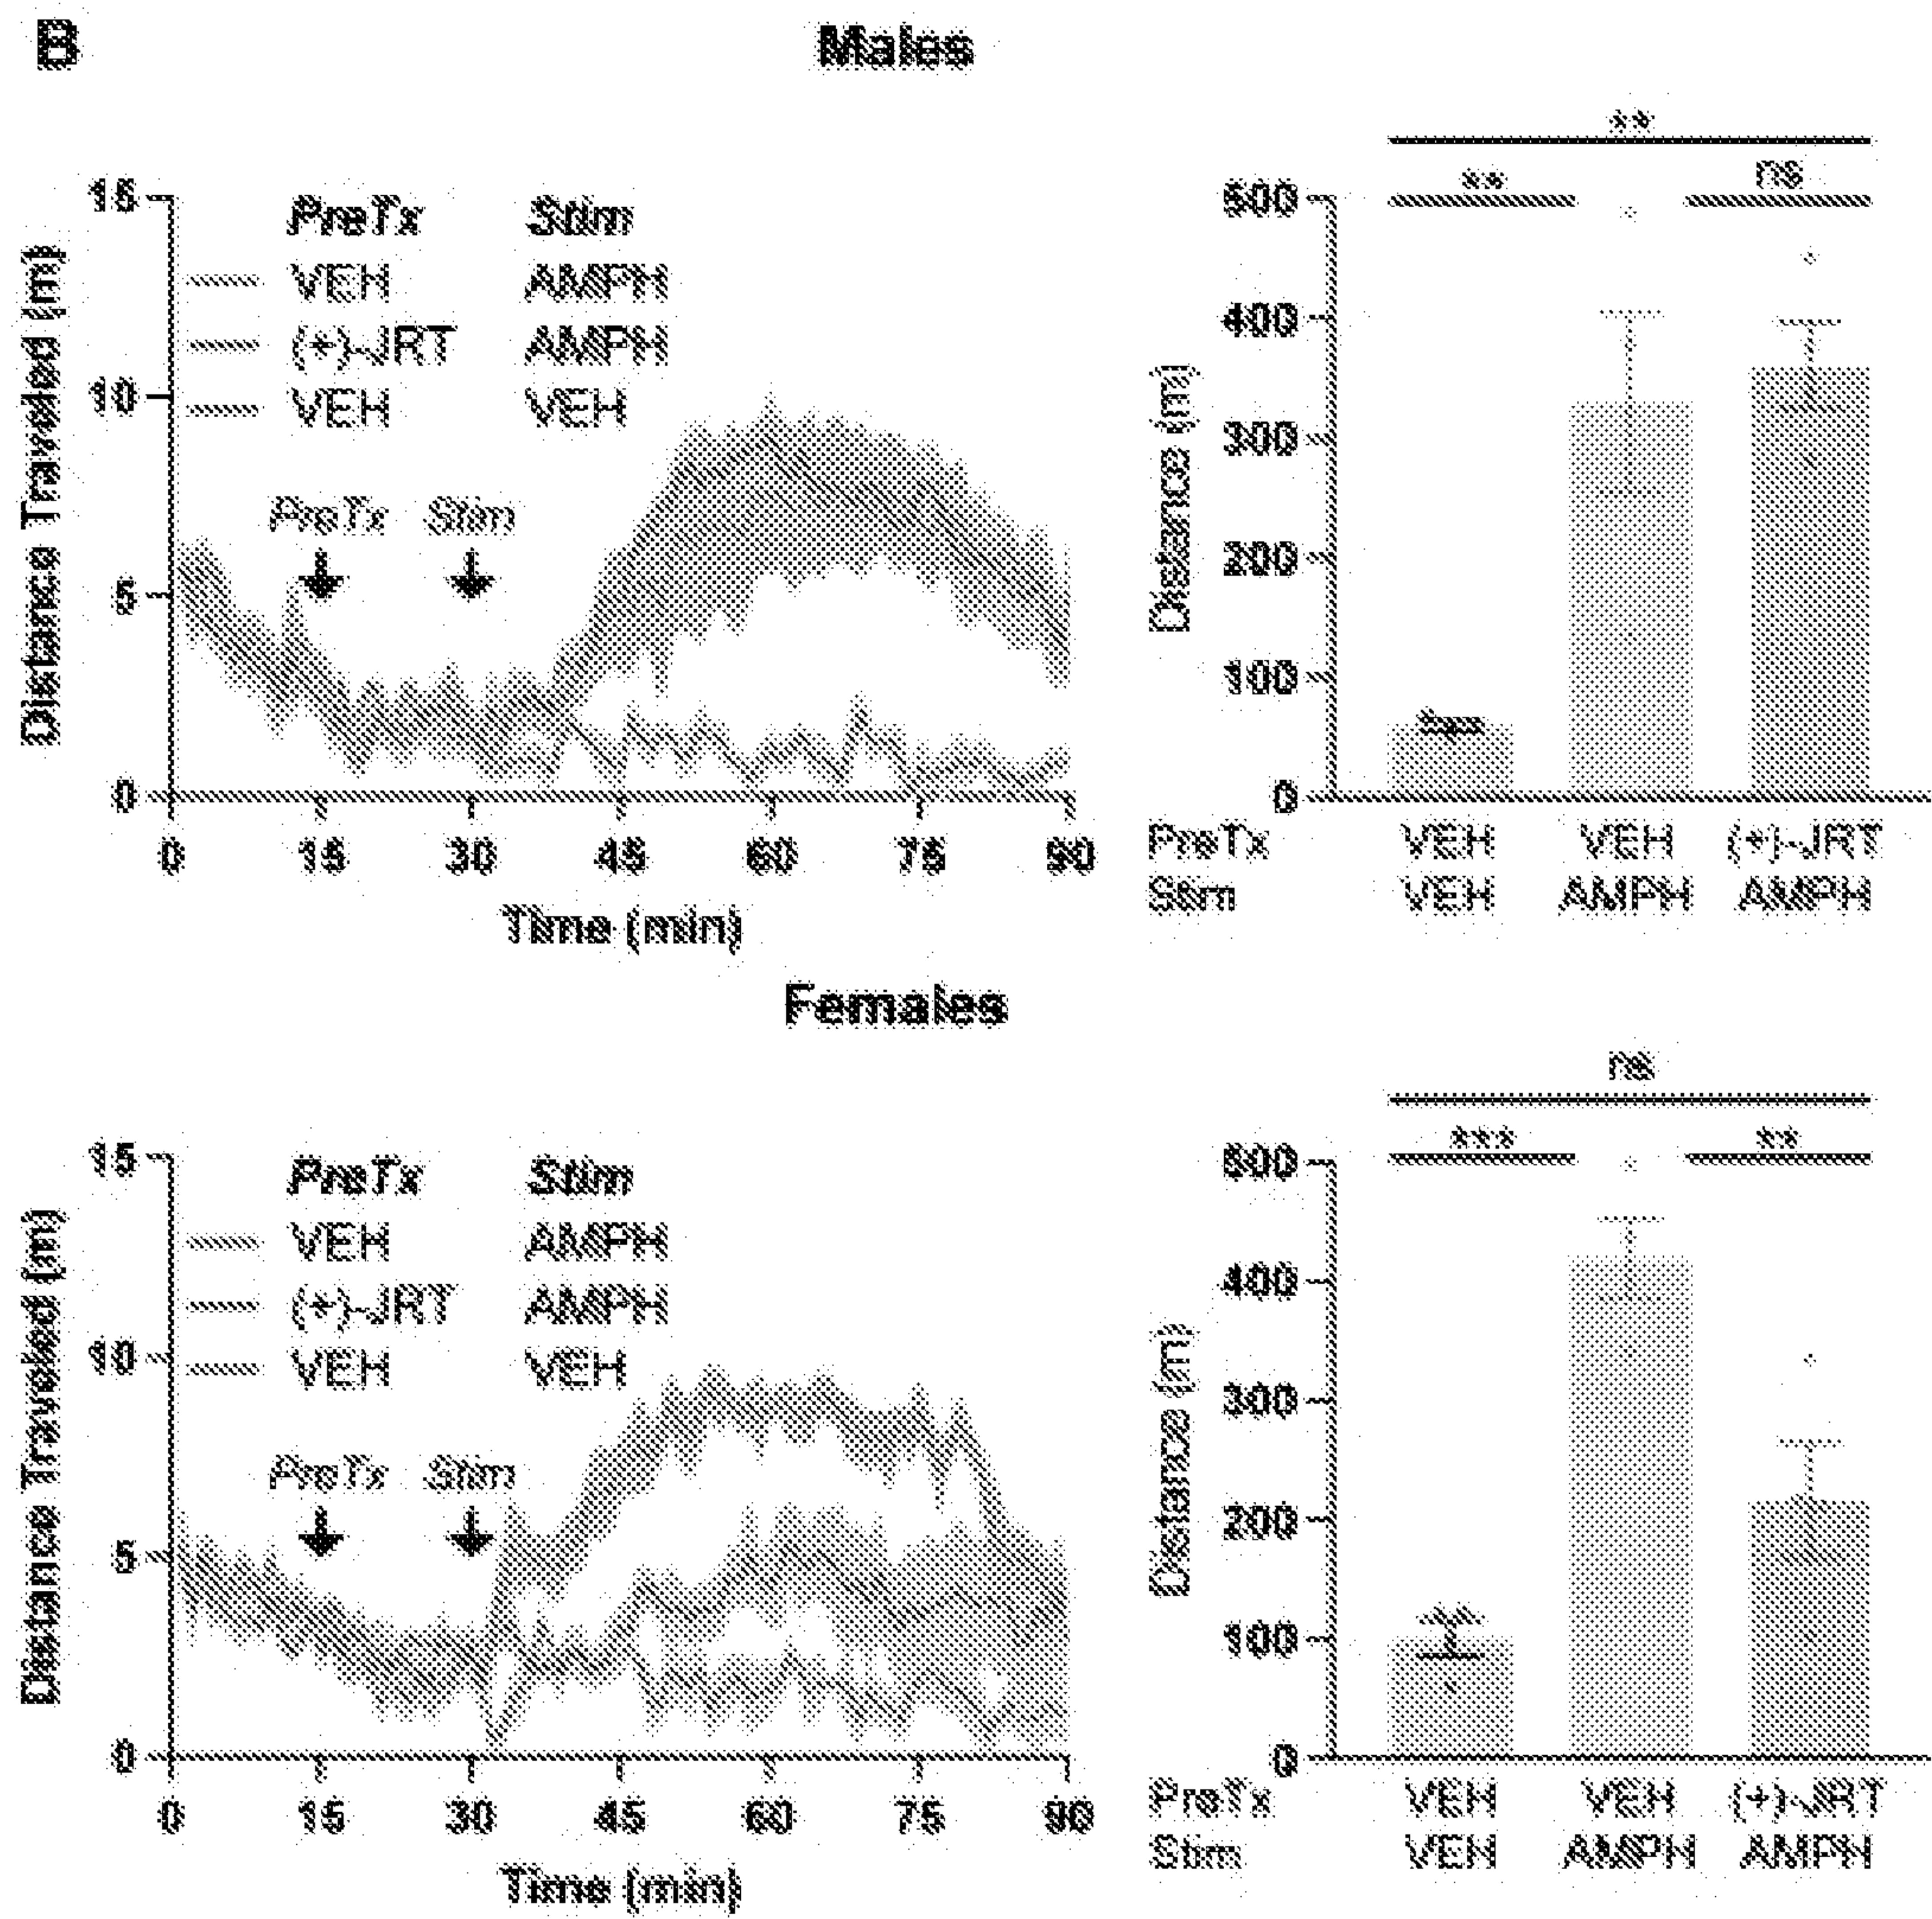 B
Males
Distance Traveled (m)
15
10
5
0
PreTx Stim
VEH AMPH
(+)-JRT AMPH
VEH VEH
PreTx Stim
0 15 30 45 60 75 90
Time (min)
**
** ns
Distance (m)
500
400
300
200
100
0
PreTx VEH VEH (+)-JRT
Stim VEH AMPH AMPH
Females
Distance Traveled (m)
15
10
5
0
PreTx Stim
VEH AMPH
(+)-JRT AMPH
VEH VEH
PreTx Stim
0 15 30 45 60 75 90
Time (min)
ns
*** **
Distance (m)
500
400
300
200
100
0
PreTx VEH VEH (+)-JRT
Stim VEH AMPH AMPH